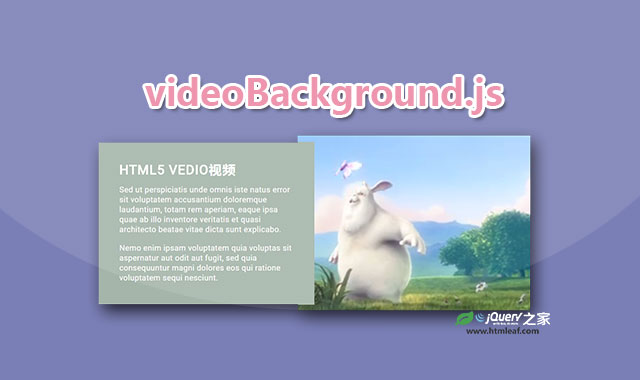 videoBackground.js
HTML5 VEDIO视频
Sed ut perspiciatis unde omnis iste natus error
sit voluptatem accusantium doloremque
laudantium, totam rem aperiam, eaque ipsa
quae ab illo inventore veritatis et quasi
architecto beatae vitae dicta sunt explicabo.
Nemo enim ipsam voluptatem quia voluptas sit
aspernatur aut odit aut fugit, sed quia
consequuntur magni dolores eos qui ratione
voluptatem sequi nesciunt.
jQuery之家
www.htmleaf.com